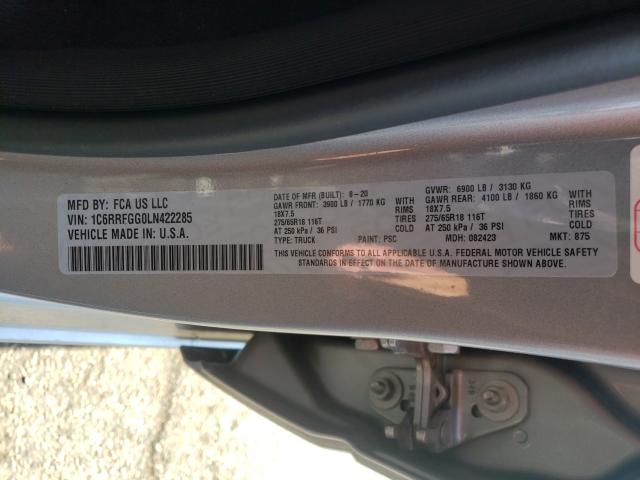 MFD BY: FCA US LLC
VIN: 1C6RRFGG0LN422285
VEHICLE MADE IN: U.S.A.
DATE OF MFR (BUILT): 8-20
GVWR: 6900 LB / 3130 KG
GAWR FRONT: 3900 LB / 1770 KG
GAWR REAR: 4100 LB / 1860 KG
18X7.5 RIMS 18X7.5 RIMS
275/65R18 116T TIRES 275/65R18 116T TIRES
AT 250 kPa / 36 PSI COLD AT 250 kPa / 36 PSI COLD
TYPE: TRUCK PAINT: PSC MDH: 082423 MKT: 875
THIS VEHICLE CONFORMS TO ALL APPLICABLE U.S.A. FEDERAL MOTOR VEHICLE SAFETY
STANDARDS IN EFFECT ON THE DATE OF MANUFACTURE SHOWN ABOVE.